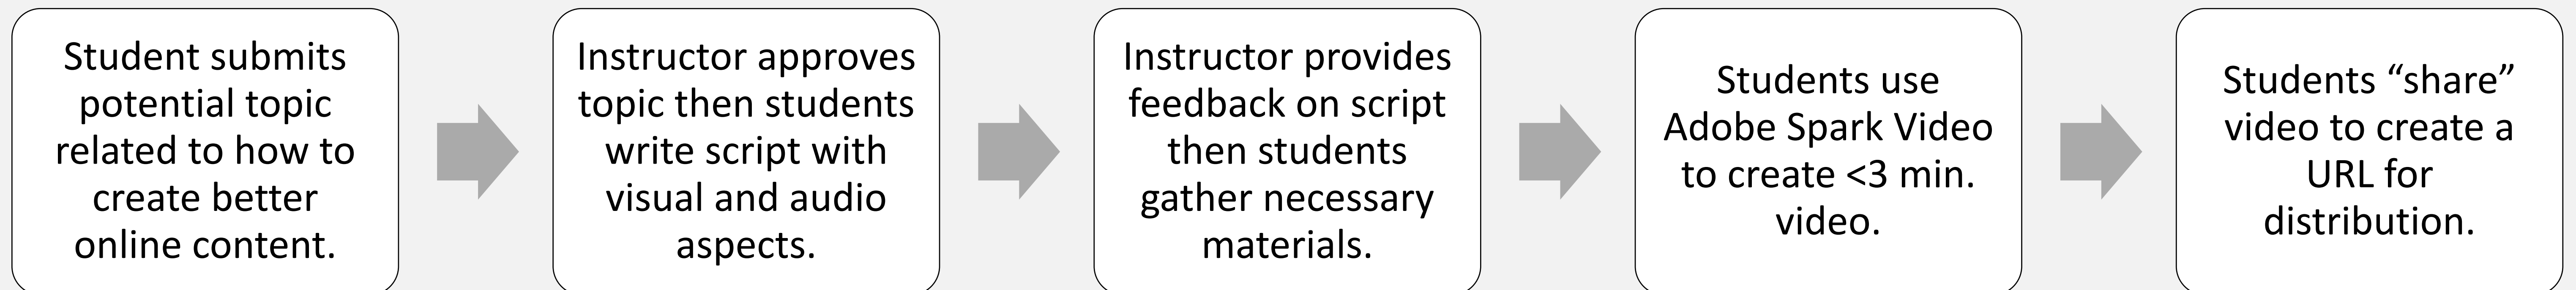 Student submits
potential topic
related to how to
create better
online content.
Instructor approves
topic then students
write script with
visual and audio
aspects.
Instructor provides
feedback on script
then students
gather necessary
materials.
Students use
Adobe Spark Video
to create <3 min.
video.
Students “share”
video to create a
URL for
distribution.